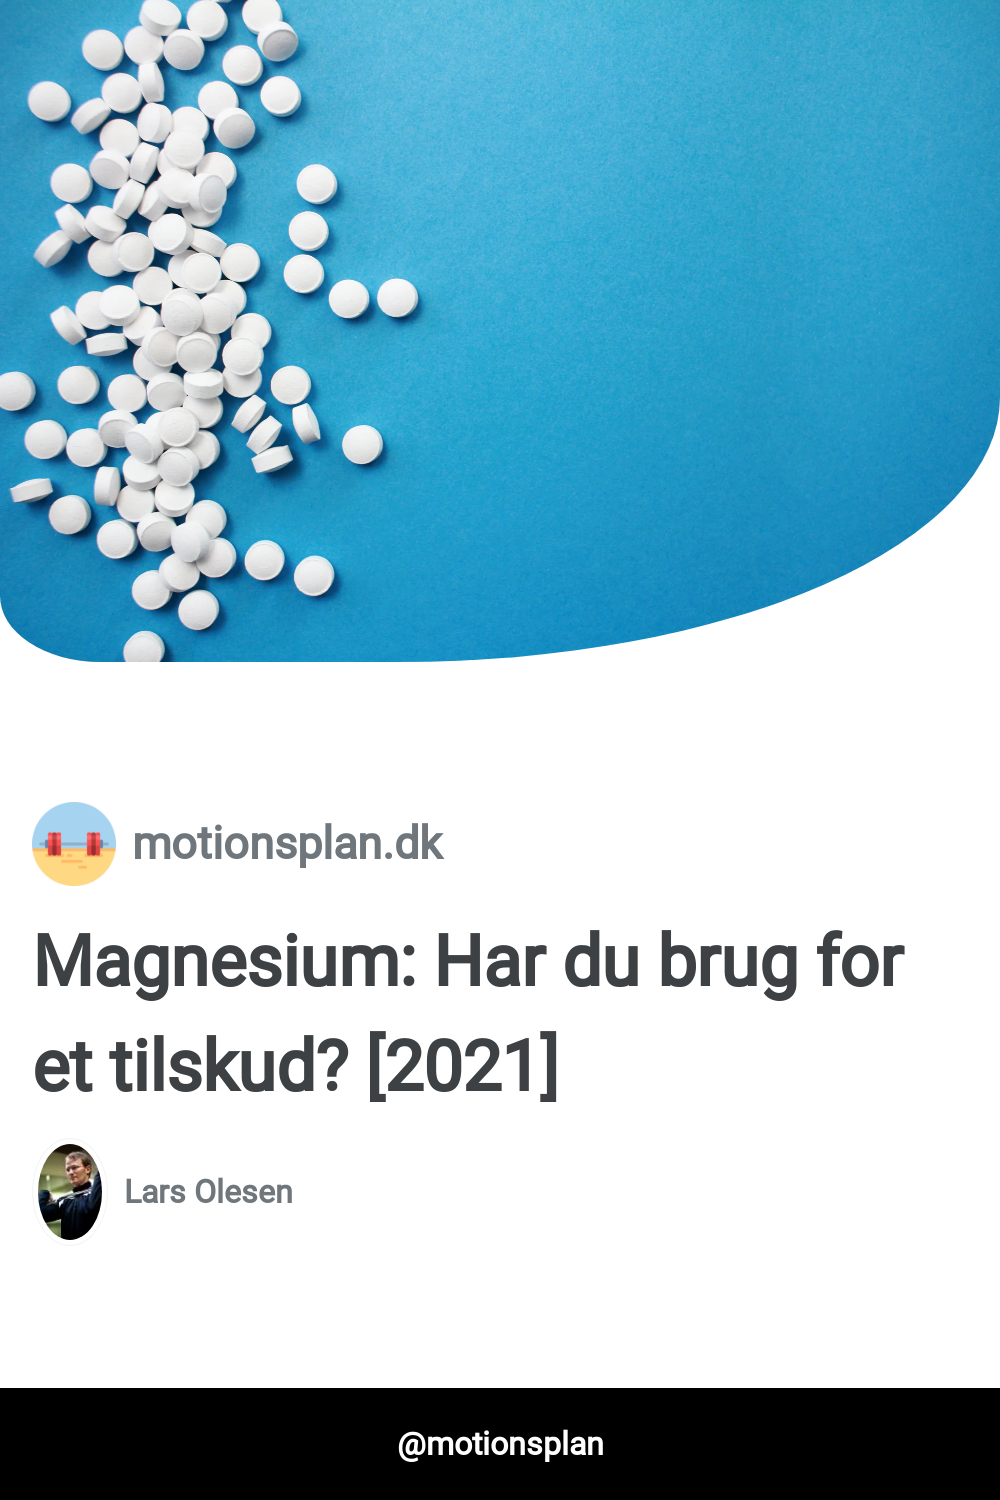 motionsplan.dk
Magnesium: Har du brug for
et tilskud? [2021]
Lars Olesen
@motionsplan